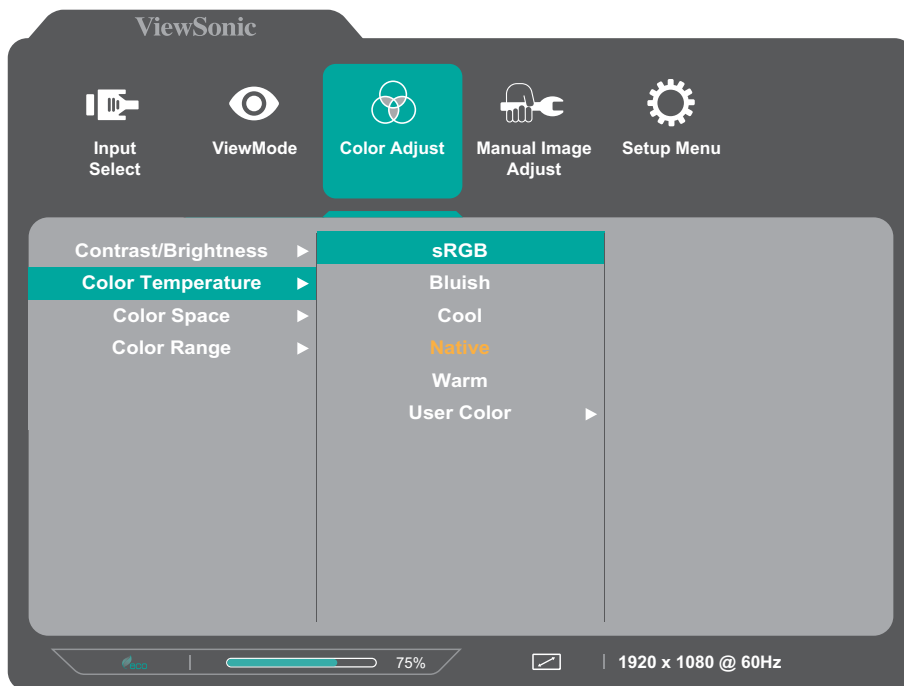 ViewSonic
Input
Select
ViewMode
Color Adjust
Manual Image
Adjust
Setup Menu
Contrast/Brightness
Color Temperature
Color Space
Color Range
sRGB
Bluish
Cool
Native
Warm
User Color
eco
75%
1920 x 1080 @ 60Hz